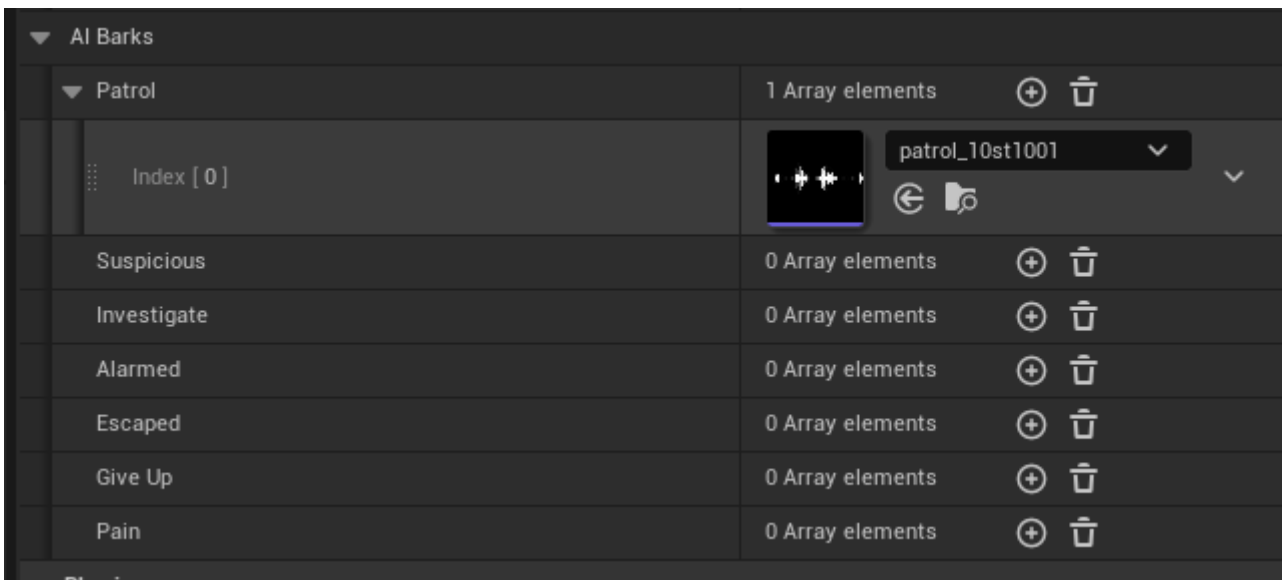 AI Barks
Patrol 1 Array elements
patrol_10st1001
Index [ 0 ]
Suspicious 0 Array elements
Investigate 0 Array elements
Alarmed 0 Array elements
Escaped 0 Array elements
Give Up 0 Array elements
Pain 0 Array elements